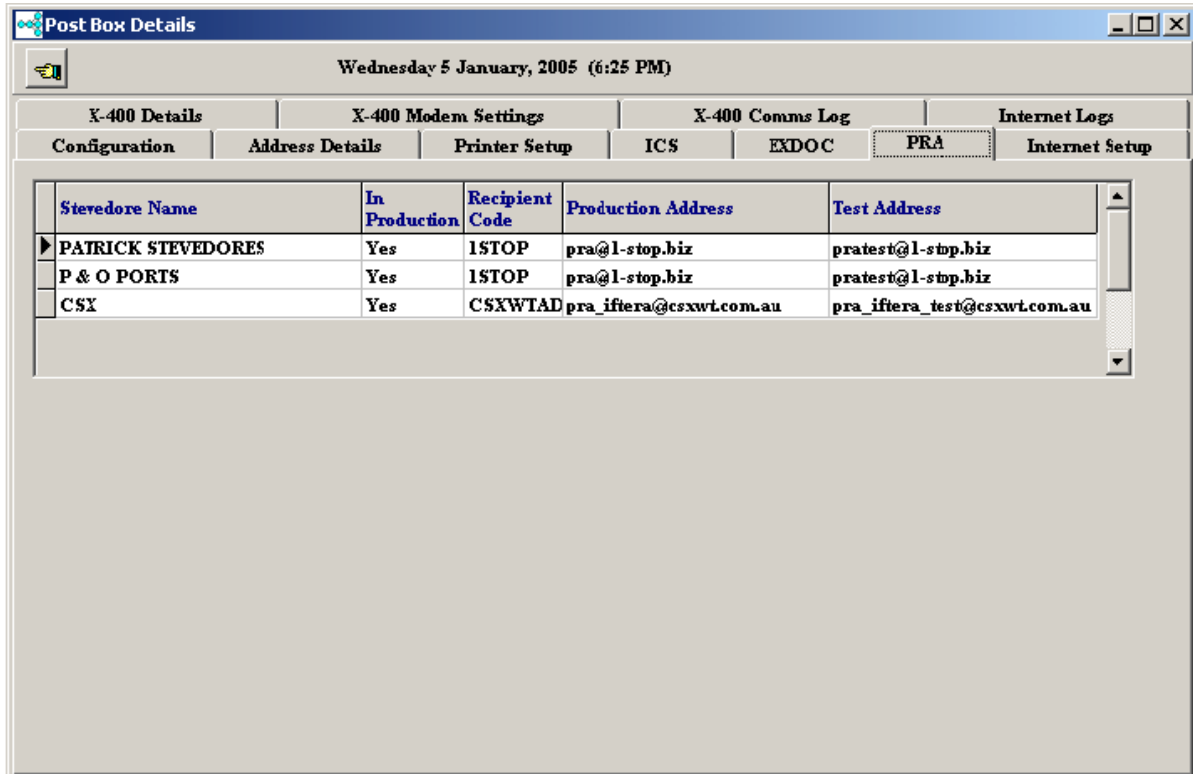 Post Box Details
Wednesday 5 January, 2005 (6:25 PM)
X-400 Details X-400 Modem Settings X-400 Comms Log Internet Logs
Configuration Address Details Printer Setup ICS EXDOC PRA Internet Setup
Stevedore Name In Production Recipient Code Production Address Test Address
PATRICK STEVEDORES Yes 1STOP pra@1-stop.biz pratest@1-stop.biz
P & O PORTS Yes 1STOP pra@1-stop.biz pratest@1-stop.biz
CSX Yes CSXWTAD pra_iftera@csxwt.com.au pra_iftera_test@csxwt.com.au